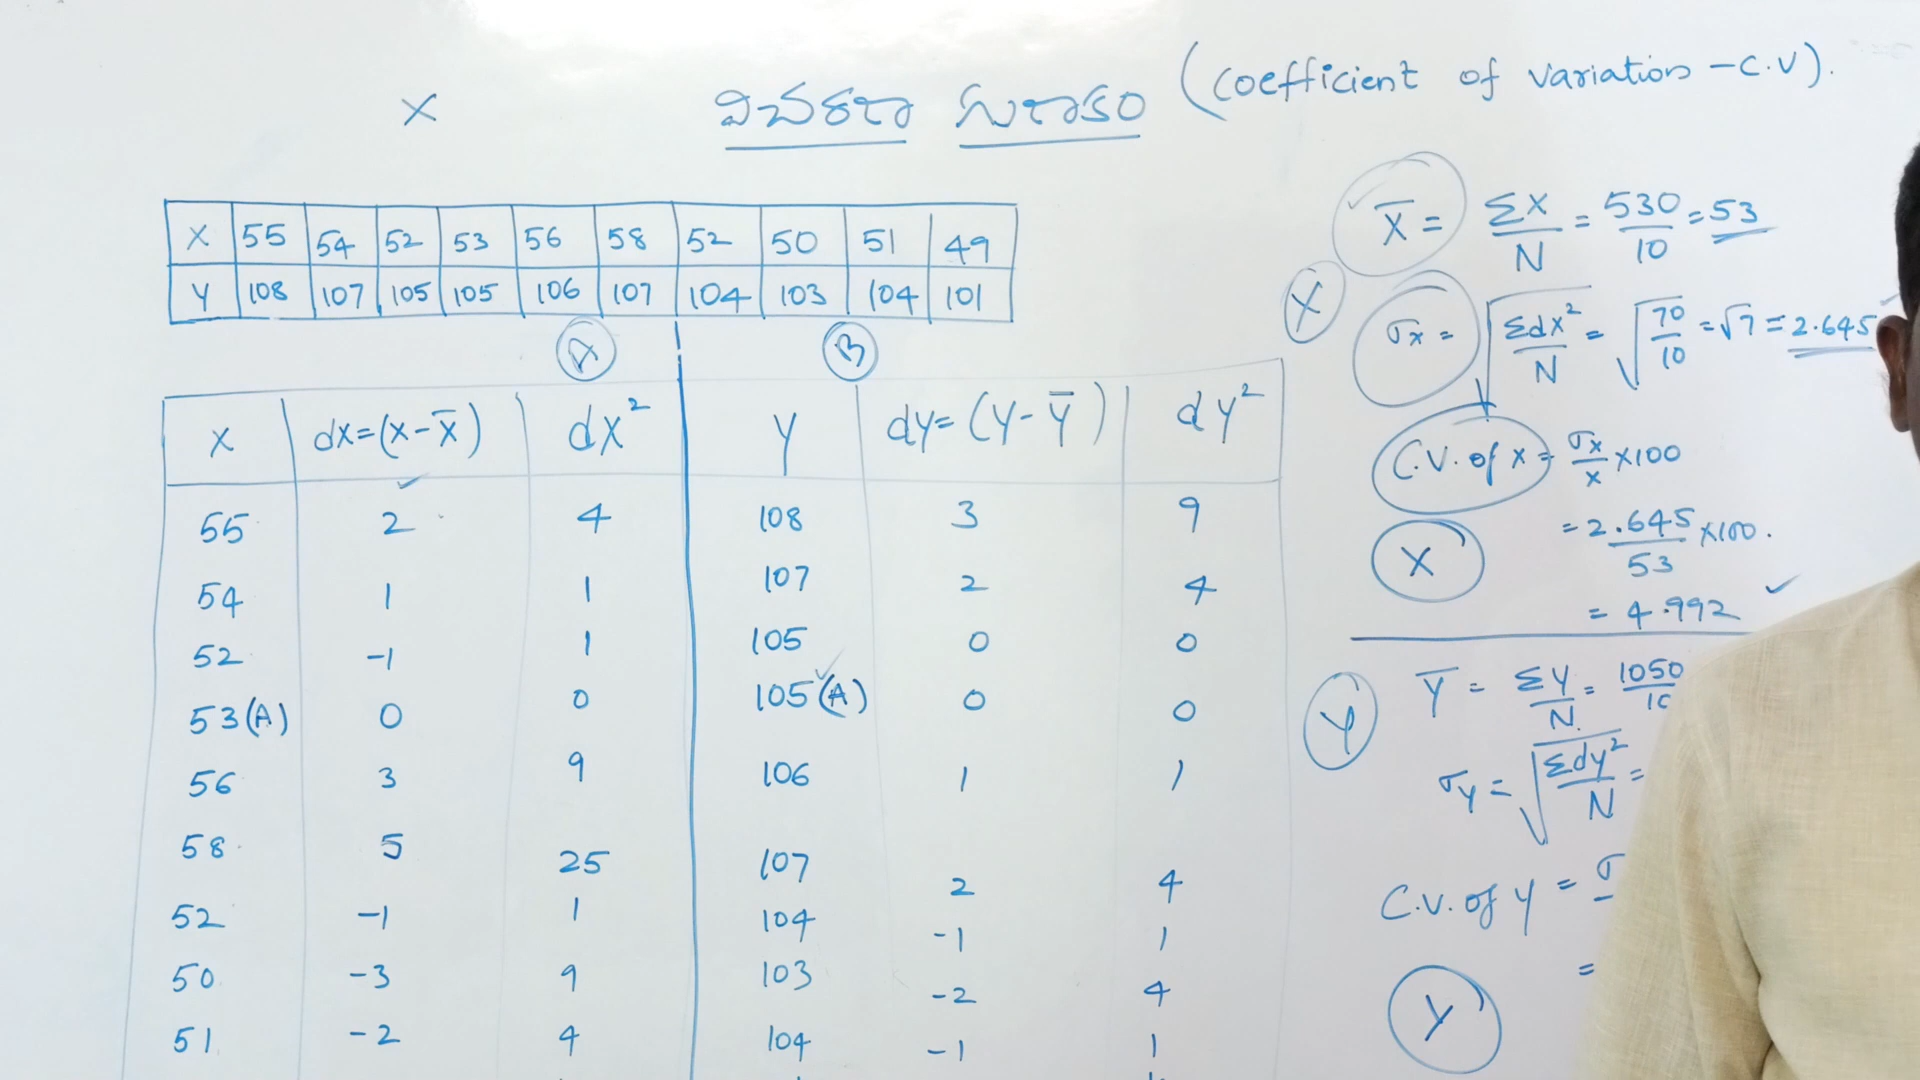 x విచరణ గుణకం (coefficient of variation - C.V).
X 55 54 52 53 56 58 52 50 51 49
Y 108 107 105 105 106 107 104 103 104 101
A B
x dx=(x-x̅) dx² y dy=(y-y̅) dy²
55 2 4 108 3 9
54 1 1 107 2 4
52 -1 1 105 0 0
53(A) 0 0 105(A) 0 0
56 3 9 106 1 1
58 5 25 107 2 4
52 -1 1 104 -1 1
50 -3 9 103 -2 4
51 -2 4 104 -1 1
X̅ = ΣX/N = 530/10 = 53
X
σx = √Σdx²/N = √70/10 = √7 = 2.645
C.V. of x = σx/x ×100
= 2.645/53 ×100.
X
= 4.992
Y
Y̅ = ΣY/N = 1050/10
σy = √Σdy²/N =
C.V. of y = σ
=
Y